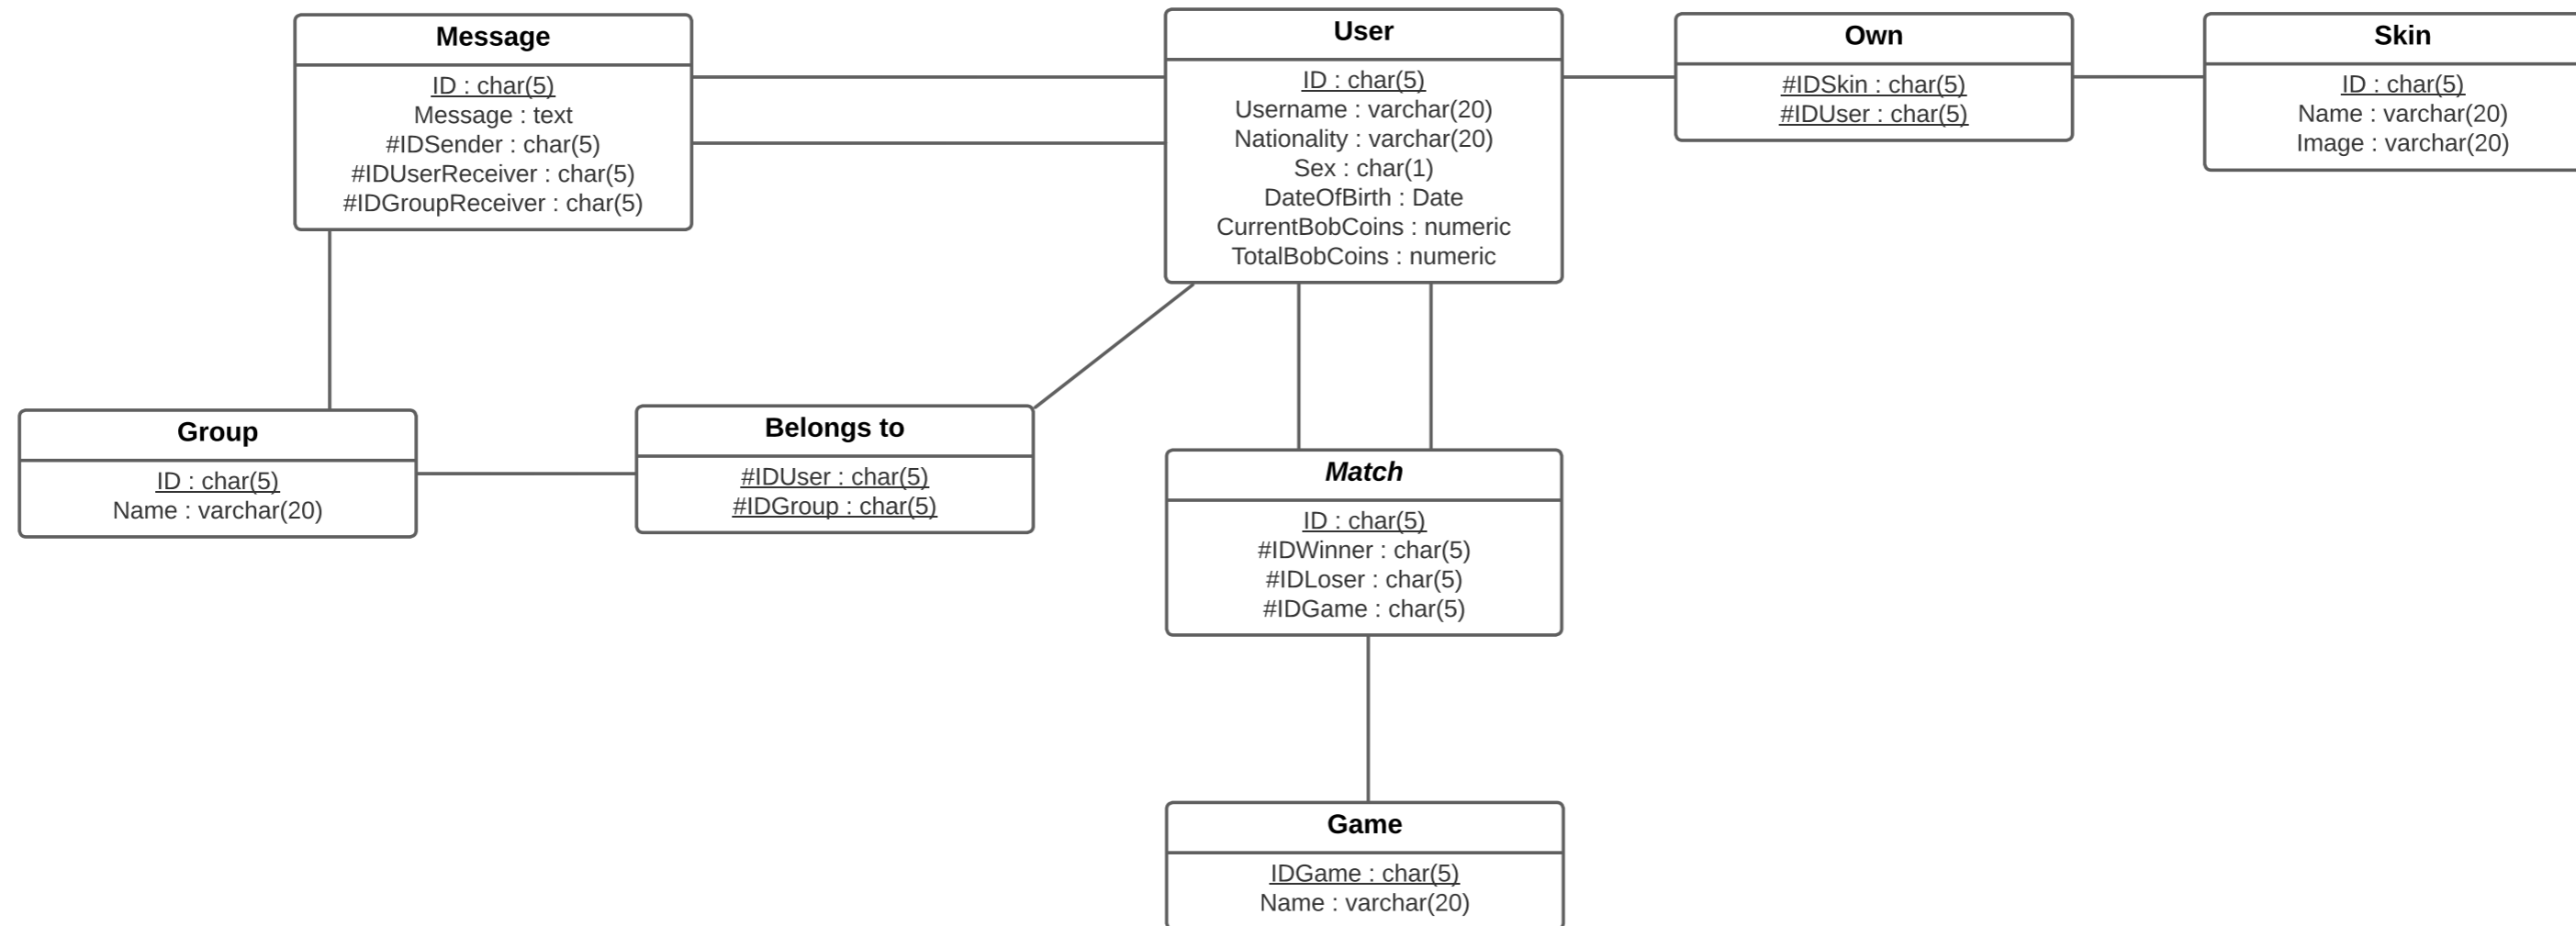 Message
ID : char(5)
Message : text
#IDSender : char(5)
#IDUserReceiver : char(5)
#IDGroupReceiver : char(5)
User
ID : char(5)
Username : varchar(20)
Nationality : varchar(20)
Sex : char(1)
DateOfBirth : Date
CurrentBobCoins : numeric
TotalBobCoins : numeric
Own
#IDSkin : char(5)
#IDUser : char(5)
Skin
ID : char(5)
Name : varchar(20)
Image : varchar(20)
Group
ID : char(5)
Name : varchar(20)
Belongs to
#IDUser : char(5)
#IDGroup : char(5)
Match
ID : char(5)
#IDWinner : char(5)
#IDLoser : char(5)
#IDGame : char(5)
Game
IDGame : char(5)
Name : varchar(20)